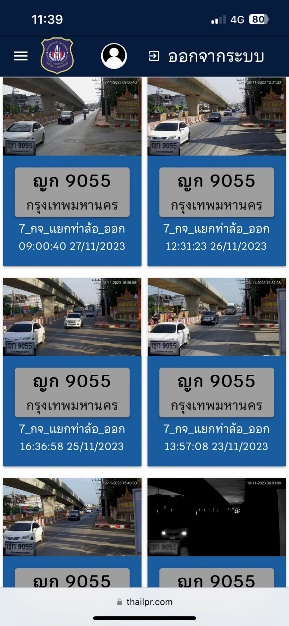 11:39
4G 80
ออกจากระบบ
ญก 9055
กรุงเทพมหานคร
7_กจ_แยกท่าล้อ_ออก
09:00:40 27/11/2023
ญก 9055
กรุงเทพมหานคร
7_กจ_แยกท่าล้อ_ออก
12:31:23 26/11/2023
ญก 9055
กรุงเทพมหานคร
7_กจ_แยกท่าล้อ_ออก
16:36:58 25/11/2023
ญก 9055
กรุงเทพมหานคร
7_กจ_แยกท่าล้อ_ออก
13:57:08 23/11/2023
ญก 9055
ญก 9055
thailpr.com